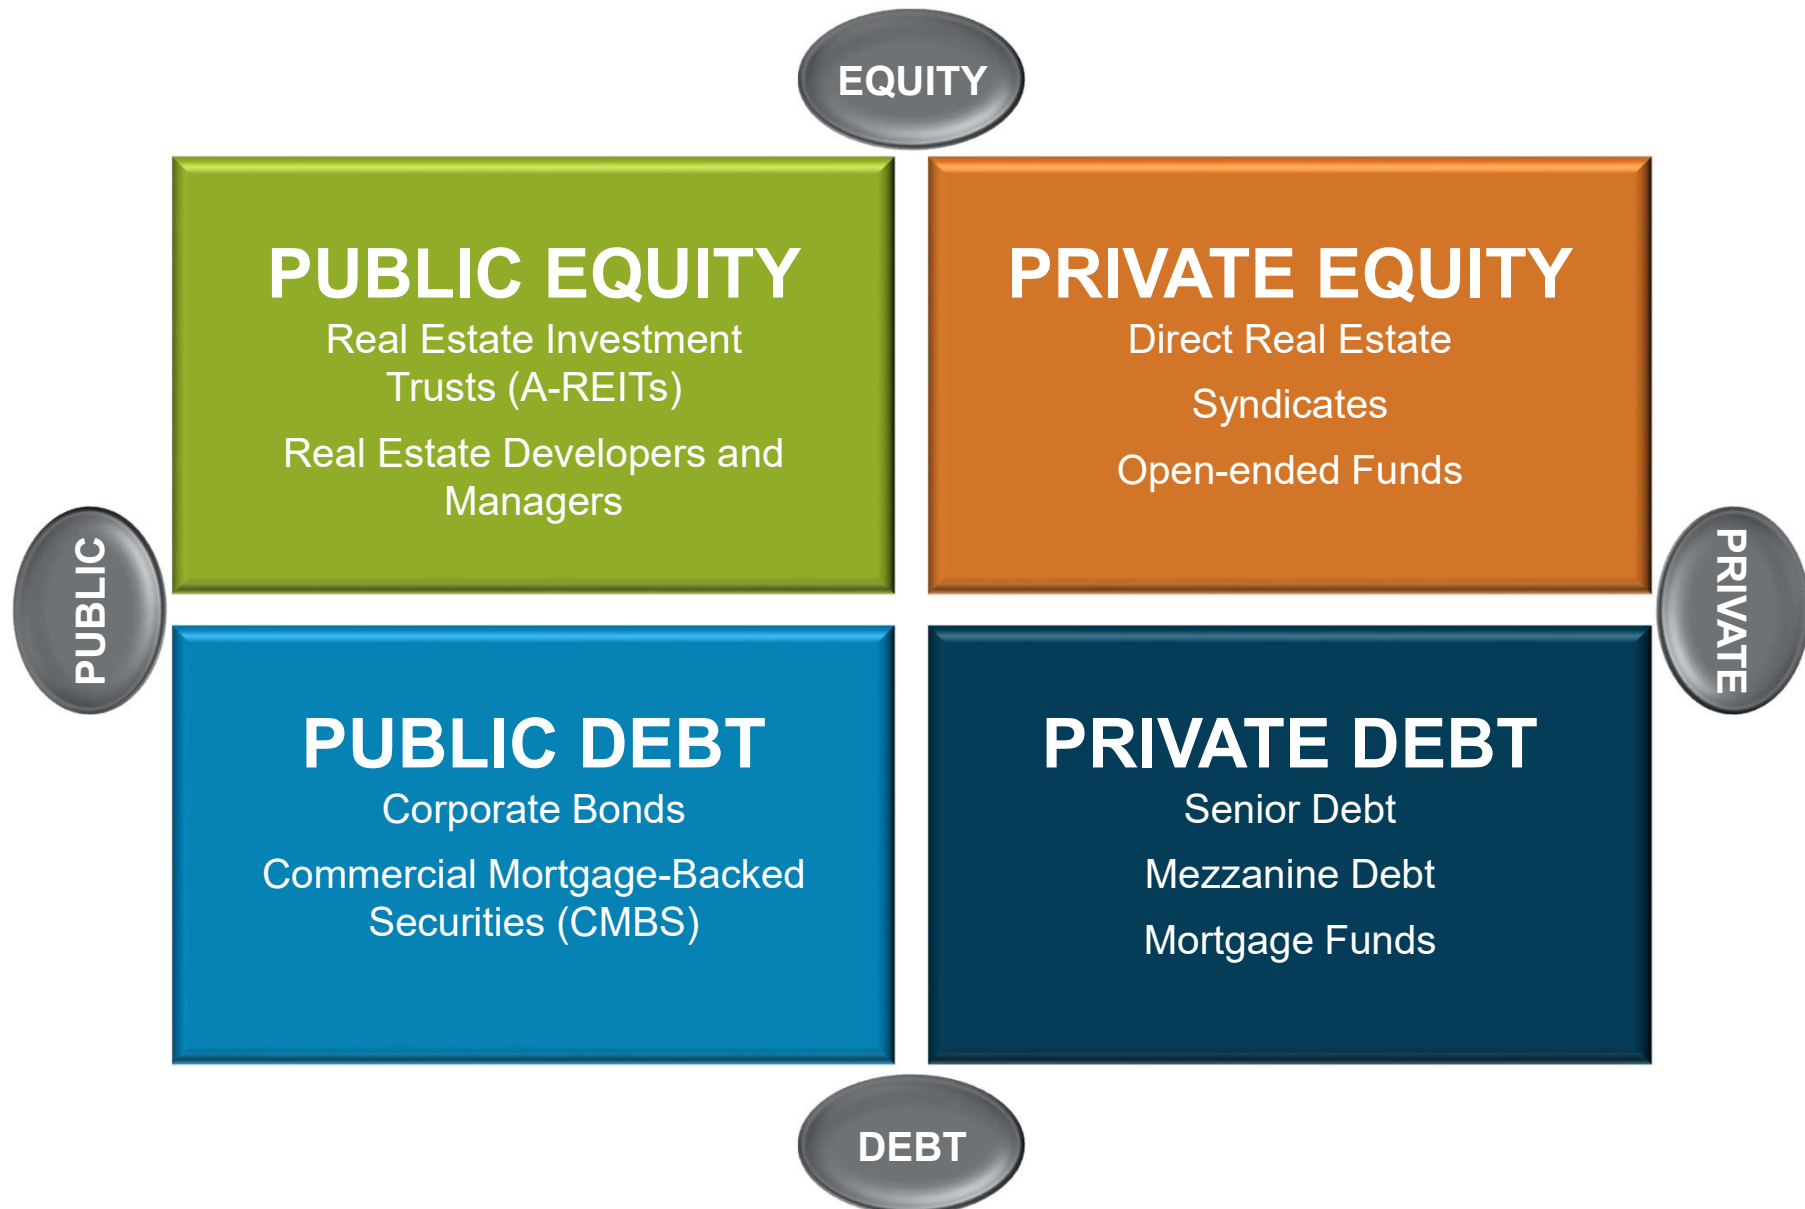 EQUITY
PUBLIC EQUITY
Real Estate Investment
Trusts (A-REITs)
Real Estate Developers and
Managers
PRIVATE EQUITY
Direct Real Estate
Syndicates
Open-ended Funds
PUBLIC
PRIVATE
PUBLIC DEBT
Corporate Bonds
Commercial Mortgage-Backed
Securities (CMBS)
PRIVATE DEBT
Senior Debt
Mezzanine Debt
Mortgage Funds
DEBT